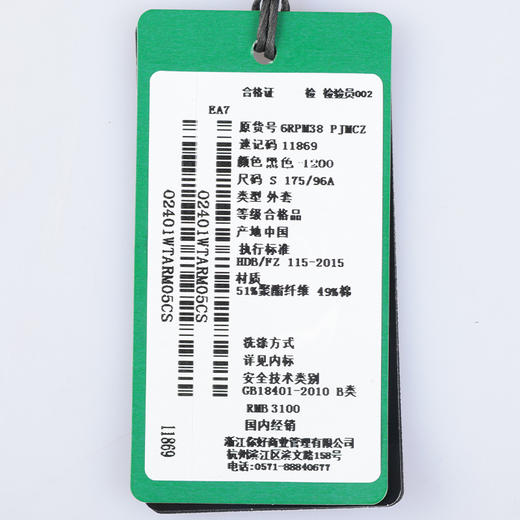 合格证 检 检验员002
EA7
原货号 6RPM38 PJMCZ
速记码 11869
颜色 黑色-1200
尺码 S 175/96A
类型 外套
等级 合格品
产地 中国
执行标准
HDB/FZ 115-2015
材质
51%聚酯纤维 49%棉
洗涤方式
详见内标
安全技术类别
GB18401-2010 B类
RMB 3100
国内经销
浙江你好商业管理有限公司
杭州滨江区滨文路158号
电话:0571-88840677
02401WTARM05CS
02401WTARM05CS
11869